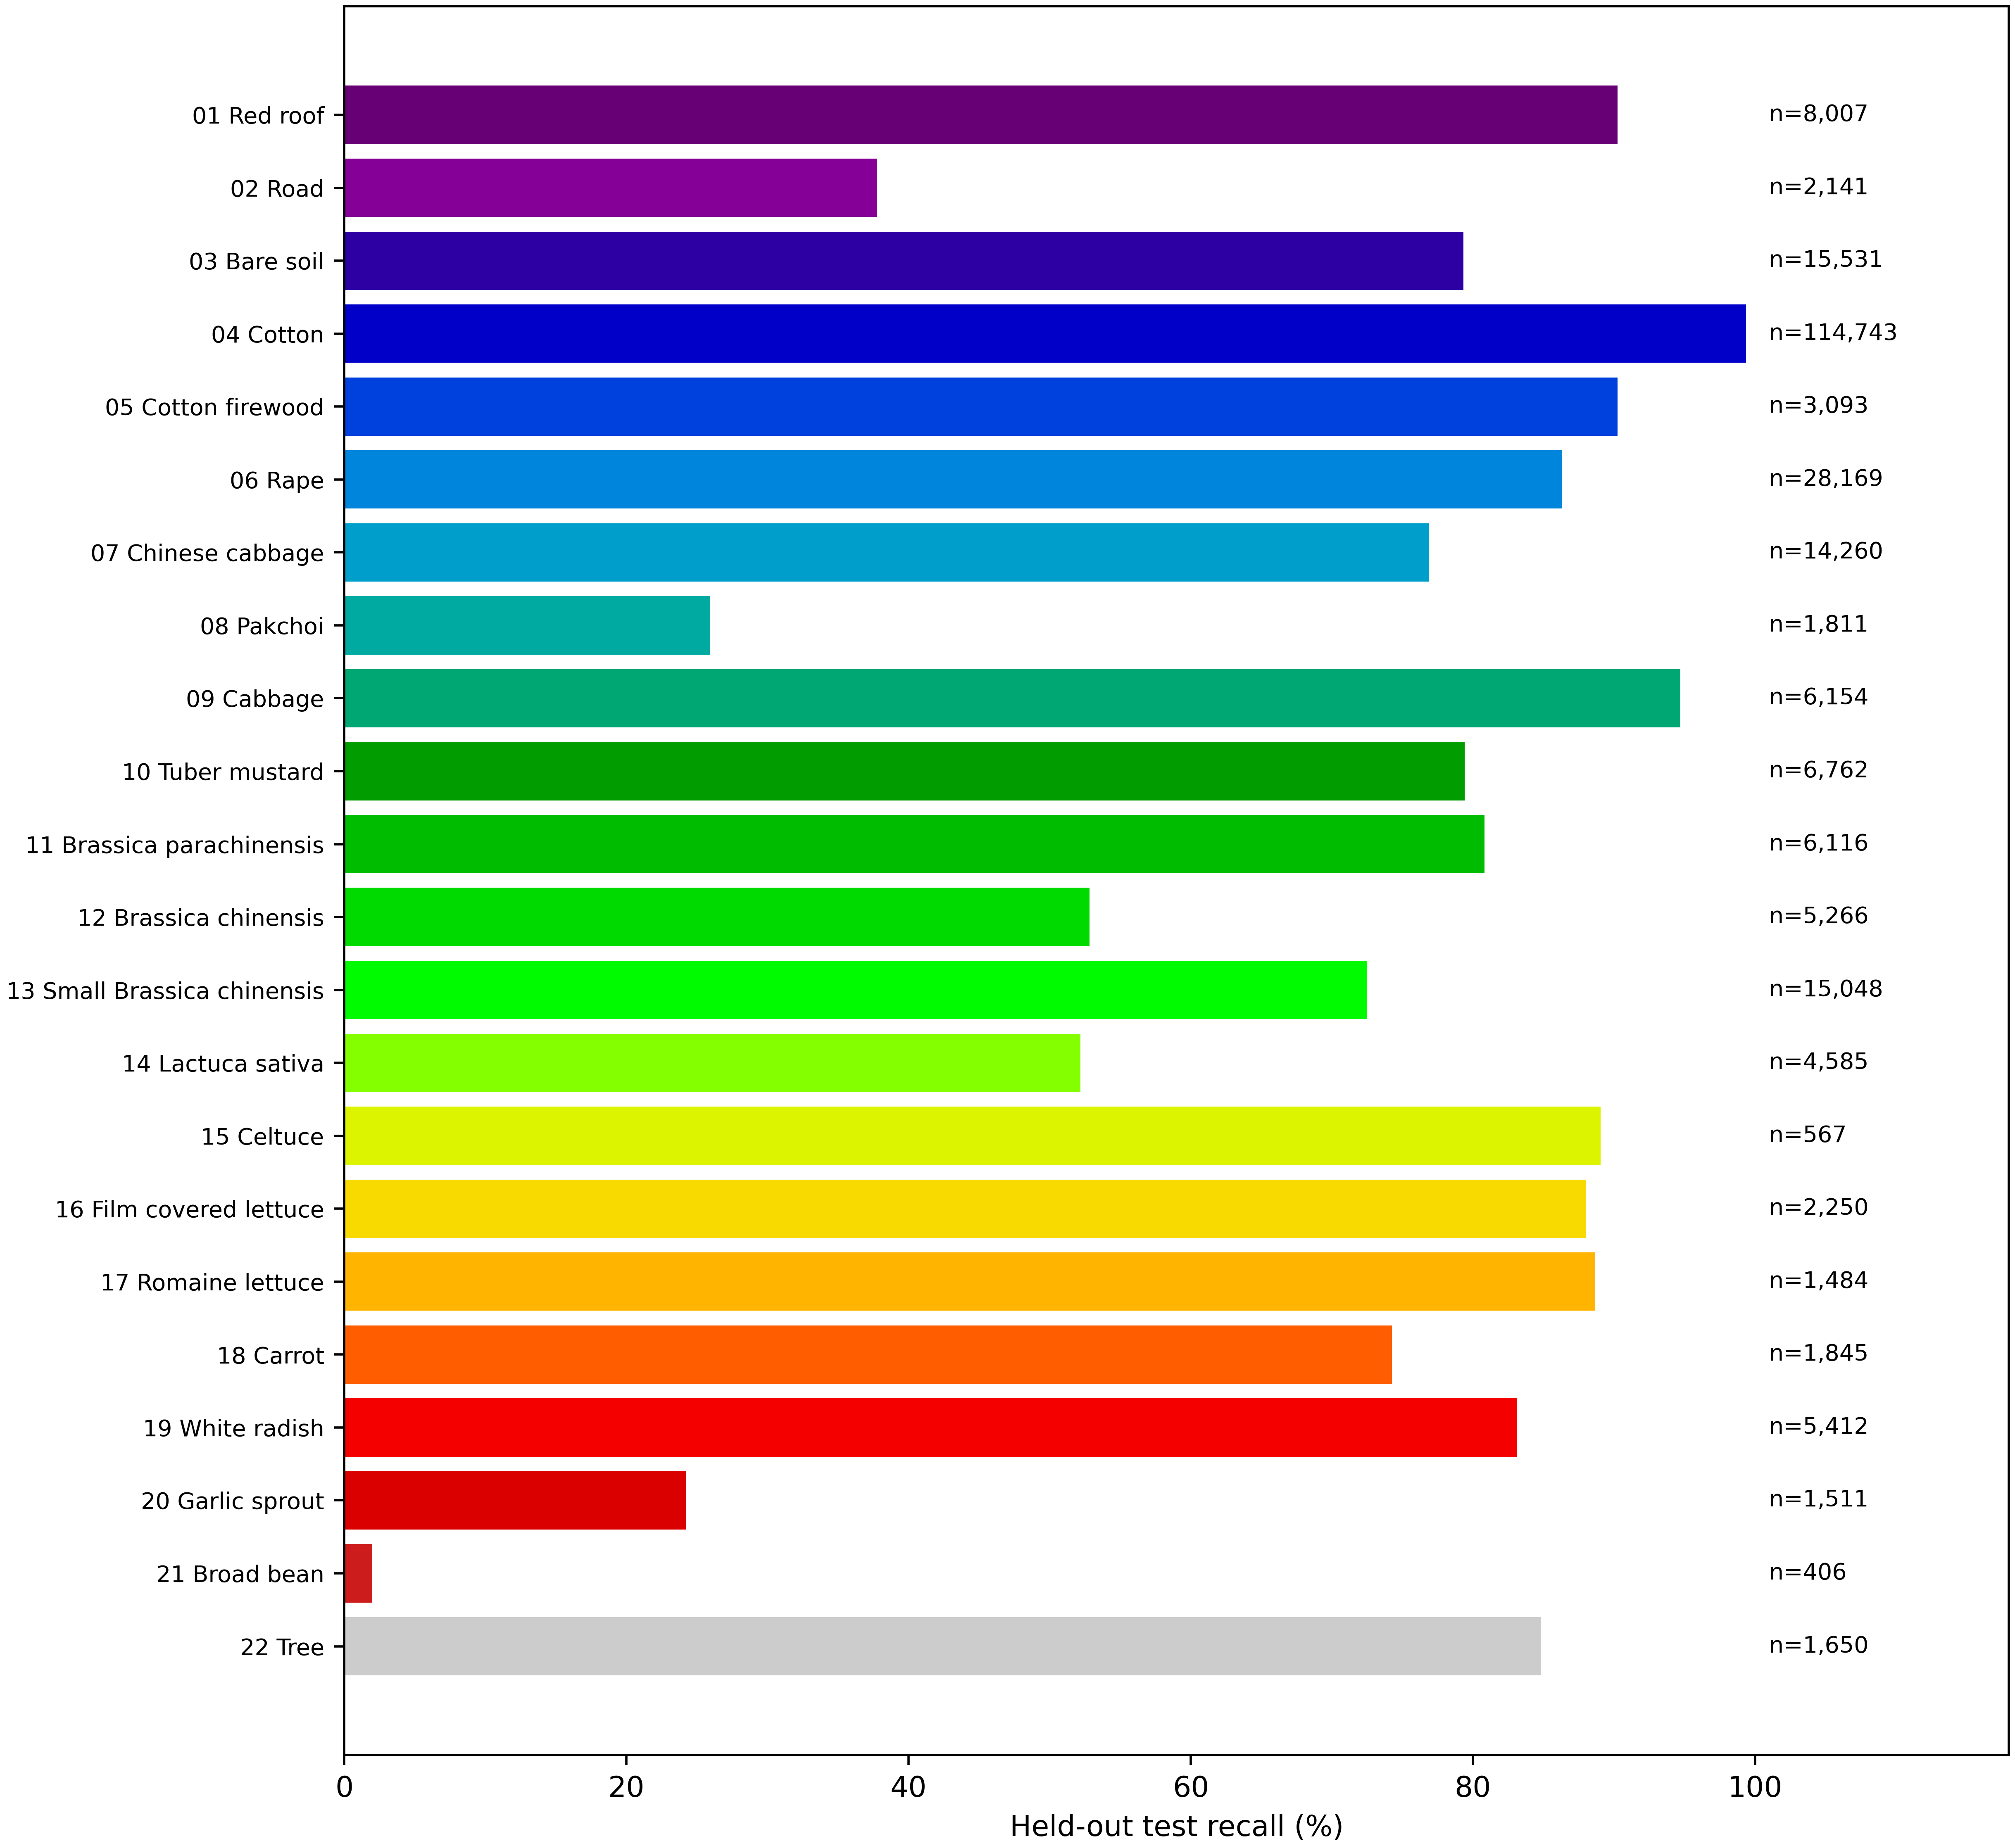 01 Red roof n=8,007
02 Road n=2,141
03 Bare soil n=15,531
04 Cotton n=114,743
05 Cotton firewood n=3,093
06 Rape n=28,169
07 Chinese cabbage n=14,260
08 Pakchoi n=1,811
09 Cabbage n=6,154
10 Tuber mustard n=6,762
11 Brassica parachinensis n=6,116
12 Brassica chinensis n=5,266
13 Small Brassica chinensis n=15,048
14 Lactuca sativa n=4,585
15 Celtuce n=567
16 Film covered lettuce n=2,250
17 Romaine lettuce n=1,484
18 Carrot n=1,845
19 White radish n=5,412
20 Garlic sprout n=1,511
21 Broad bean n=406
22 Tree n=1,650
0 20 40 60 80 100
Held-out test recall (%)